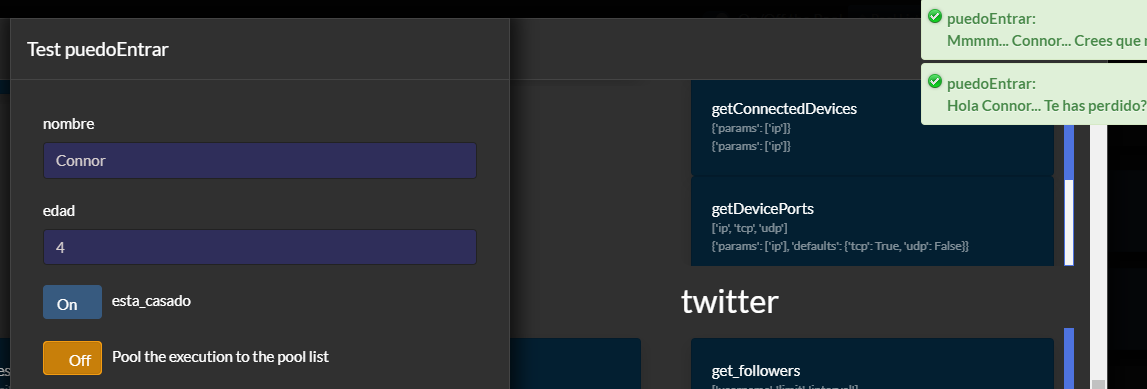 Test puedoEntrar
nombre
Connor
edad
4
On esta_casado
Off Pool the execution to the pool list
puedoEntrar:
Mmmm... Connor... Crees que
puedoEntrar:
Hola Connor... Te has perdido?
getConnectedDevices
{'params': ['ip']}
{'params': ['ip']}
getDevicePorts
['ip', 'tcp', 'udp']
{'params': ['ip'], 'defaults': {'tcp': True, 'udp': False}}
twitter
get_followers